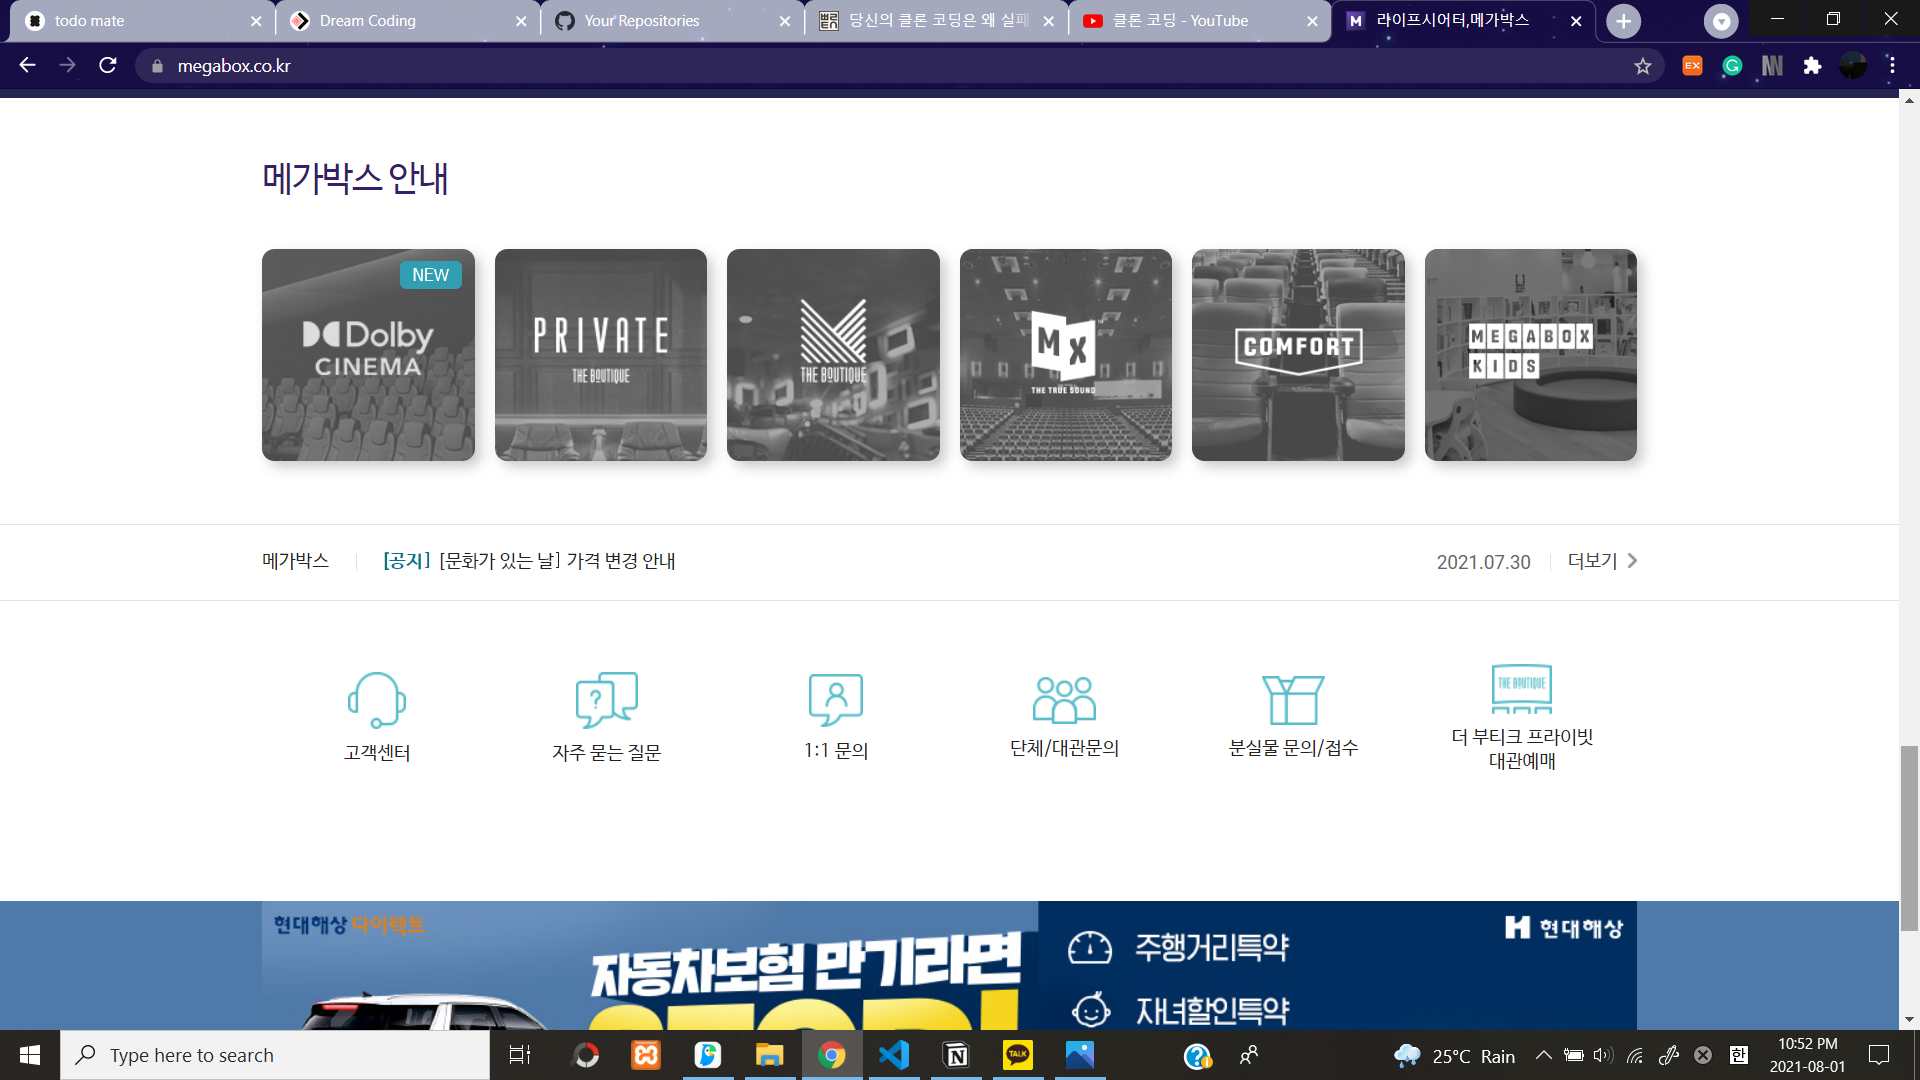 todo mate
Dream Coding
Your Repositories
당신의 클론 코딩은 왜 실패
클론 코딩 - YouTube
라이프시어터,메가박스
megabox.co.kr
EX
메가박스 안내
NEW
Dolby
CINEMA
PRIVATE
THE BOUTIQUE
THE BOUTIQUE
MX
THE TRUE SOUND
COMFORT
MEGABOX
KIDS
메가박스
[공지] [문화가 있는 날] 가격 변경 안내
2021.07.30
더보기
고객센터
자주 묻는 질문
1:1 문의
단체/대관문의
분실물 문의/접수
THE BOUTIQUE
더 부티크 프라이빗
대관예매
현대해상 다이렉트
자동차보험 만기라면
STOP!
주행거리특약
자녀할인특약
현대해상
Type here to search
TALK
25°C Rain
한
10:52 PM
2021-08-01